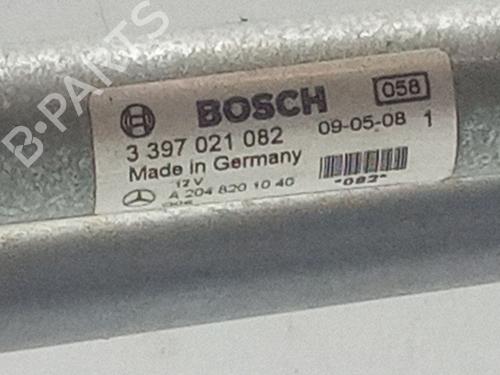 B-PARTS
BOSCH 058
3 397 021 082 09-05-08 1
Made in Germany
12 V
A 204 820 10 40 "082"